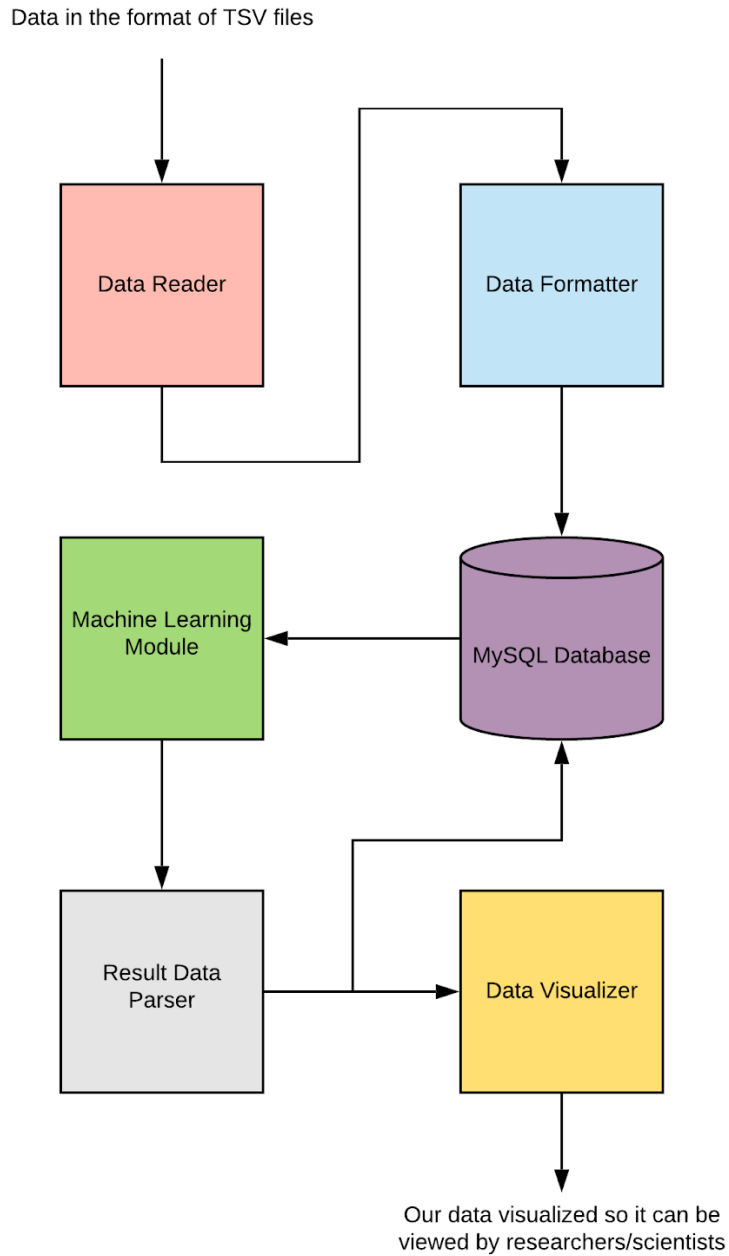 Data in the format of TSV files
Data Reader
Data Formatter
Machine Learning
Module
MySQL Database
Result Data
Parser
Data Visualizer
Our data visualized so it can be
viewed by researchers/scientists